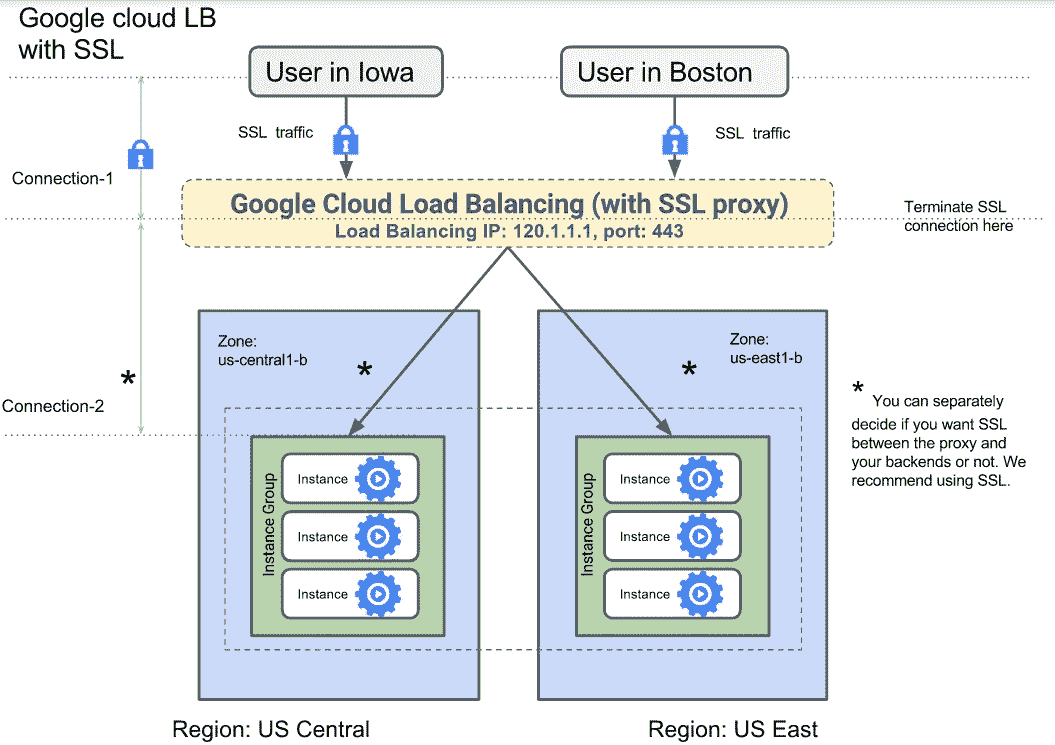 Google cloud LB
with SSL
User in Iowa
User in Boston
SSL traffic
SSL traffic
Connection-1
Google Cloud Load Balancing (with SSL proxy)
Load Balancing IP: 120.1.1.1, port: 443
Terminate SSL
connection here
Zone:
us-central1-b
Zone:
us-east1-b
*
*
*
Connection-2
* You can separately
decide if you want SSL
between the proxy and
your backends or not. We
recommend using SSL.
Instance Group
Instance
Instance
Instance
Instance Group
Instance
Instance
Instance
Region: US Central
Region: US East